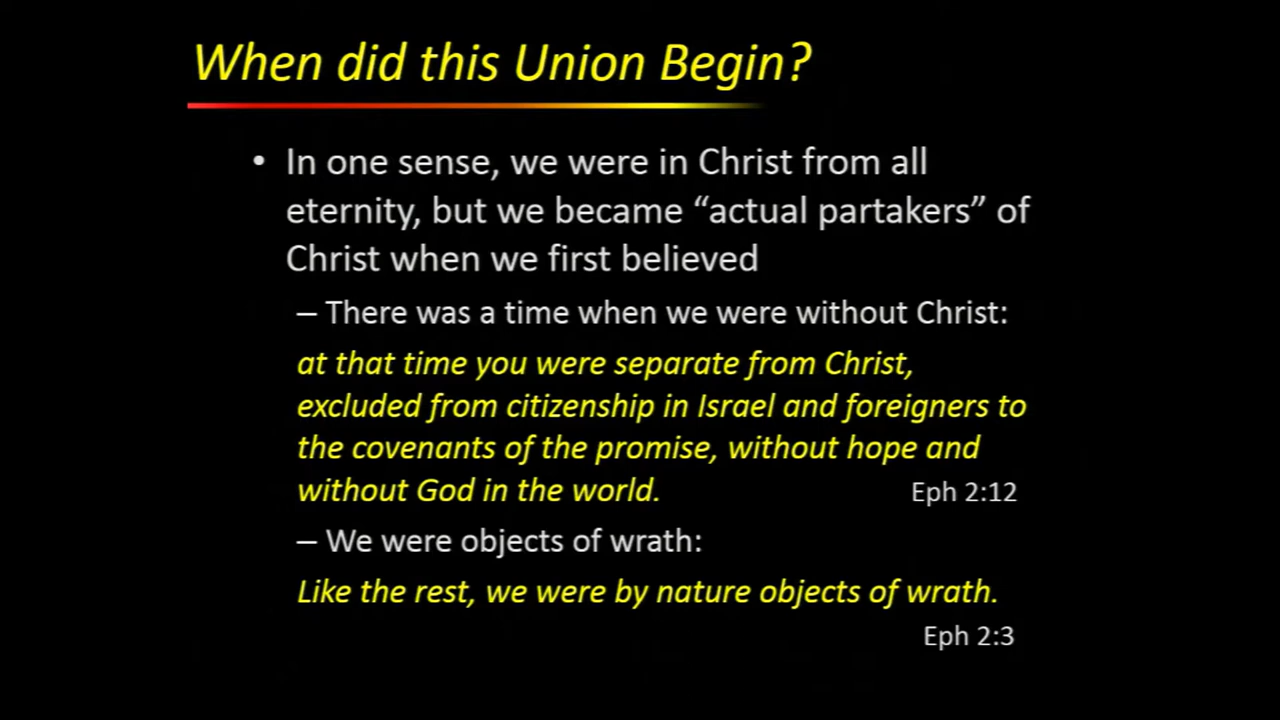 When did this Union Begin?
• In one sense, we were in Christ from all
eternity, but we became “actual partakers” of
Christ when we first believed
– There was a time when we were without Christ:
at that time you were separate from Christ,
excluded from citizenship in Israel and foreigners to
the covenants of the promise, without hope and
without God in the world. Eph 2:12
– We were objects of wrath:
Like the rest, we were by nature objects of wrath.
Eph 2:3